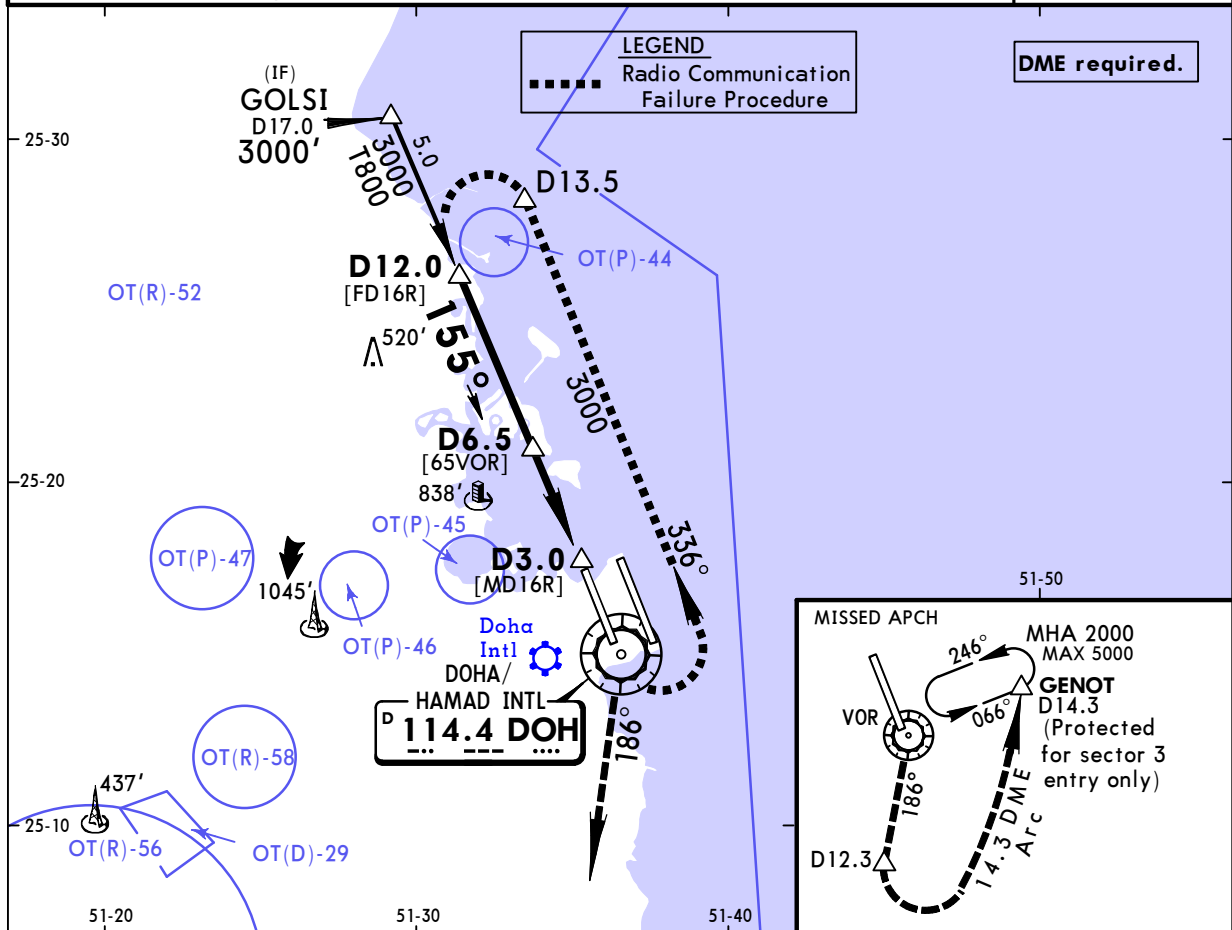 LEGEND
Radio Communication
Failure Procedure
DME required.
(IF)
GOLSI
D17.0
3000'
25-30
5.0
3000
T800
D13.5
OT(P)-44
D12.0
[FD16R]
OT(R)-52
155°
520'
3000
D6.5
[65VOR]
25-20
838'
OT(P)-45
OT(P)-47
D3.0
[MD16R]
336°
1045'
OT(P)-46
Doha
Intl
DOHA/
HAMAD INTL
D 114.4 DOH
186°
OT(R)-58
437'
25-10
OT(R)-56
OT(D)-29
51-20
51-30
51-40
51-50
MISSED APCH
246°
MHA 2000
MAX 5000
066°
GENOT
D14.3
(Protected
for sector 3
entry only)
VOR
186°
D12.3
14.3 DME
Arc